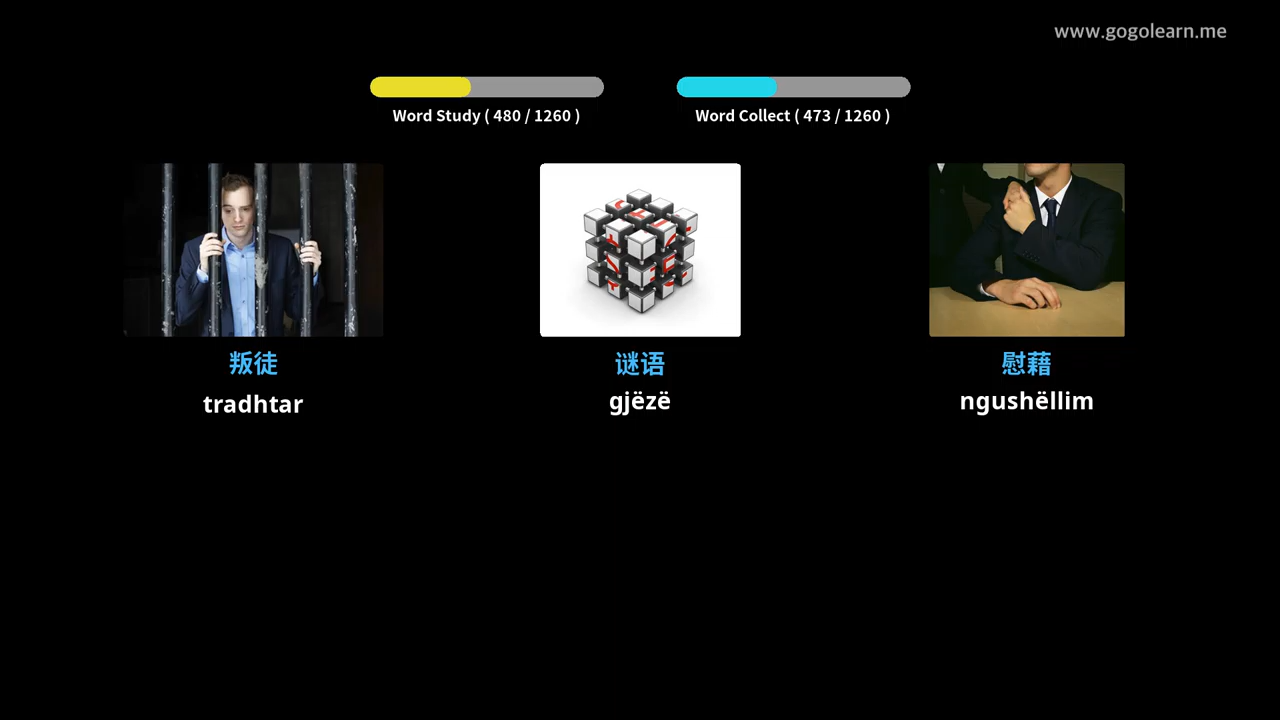 www.gogolearn.me
Word Study ( 480 / 1260 )
Word Collect ( 473 / 1260 )
叛徒
谜语
慰藉
tradhtar
gjëzë
ngushëllim